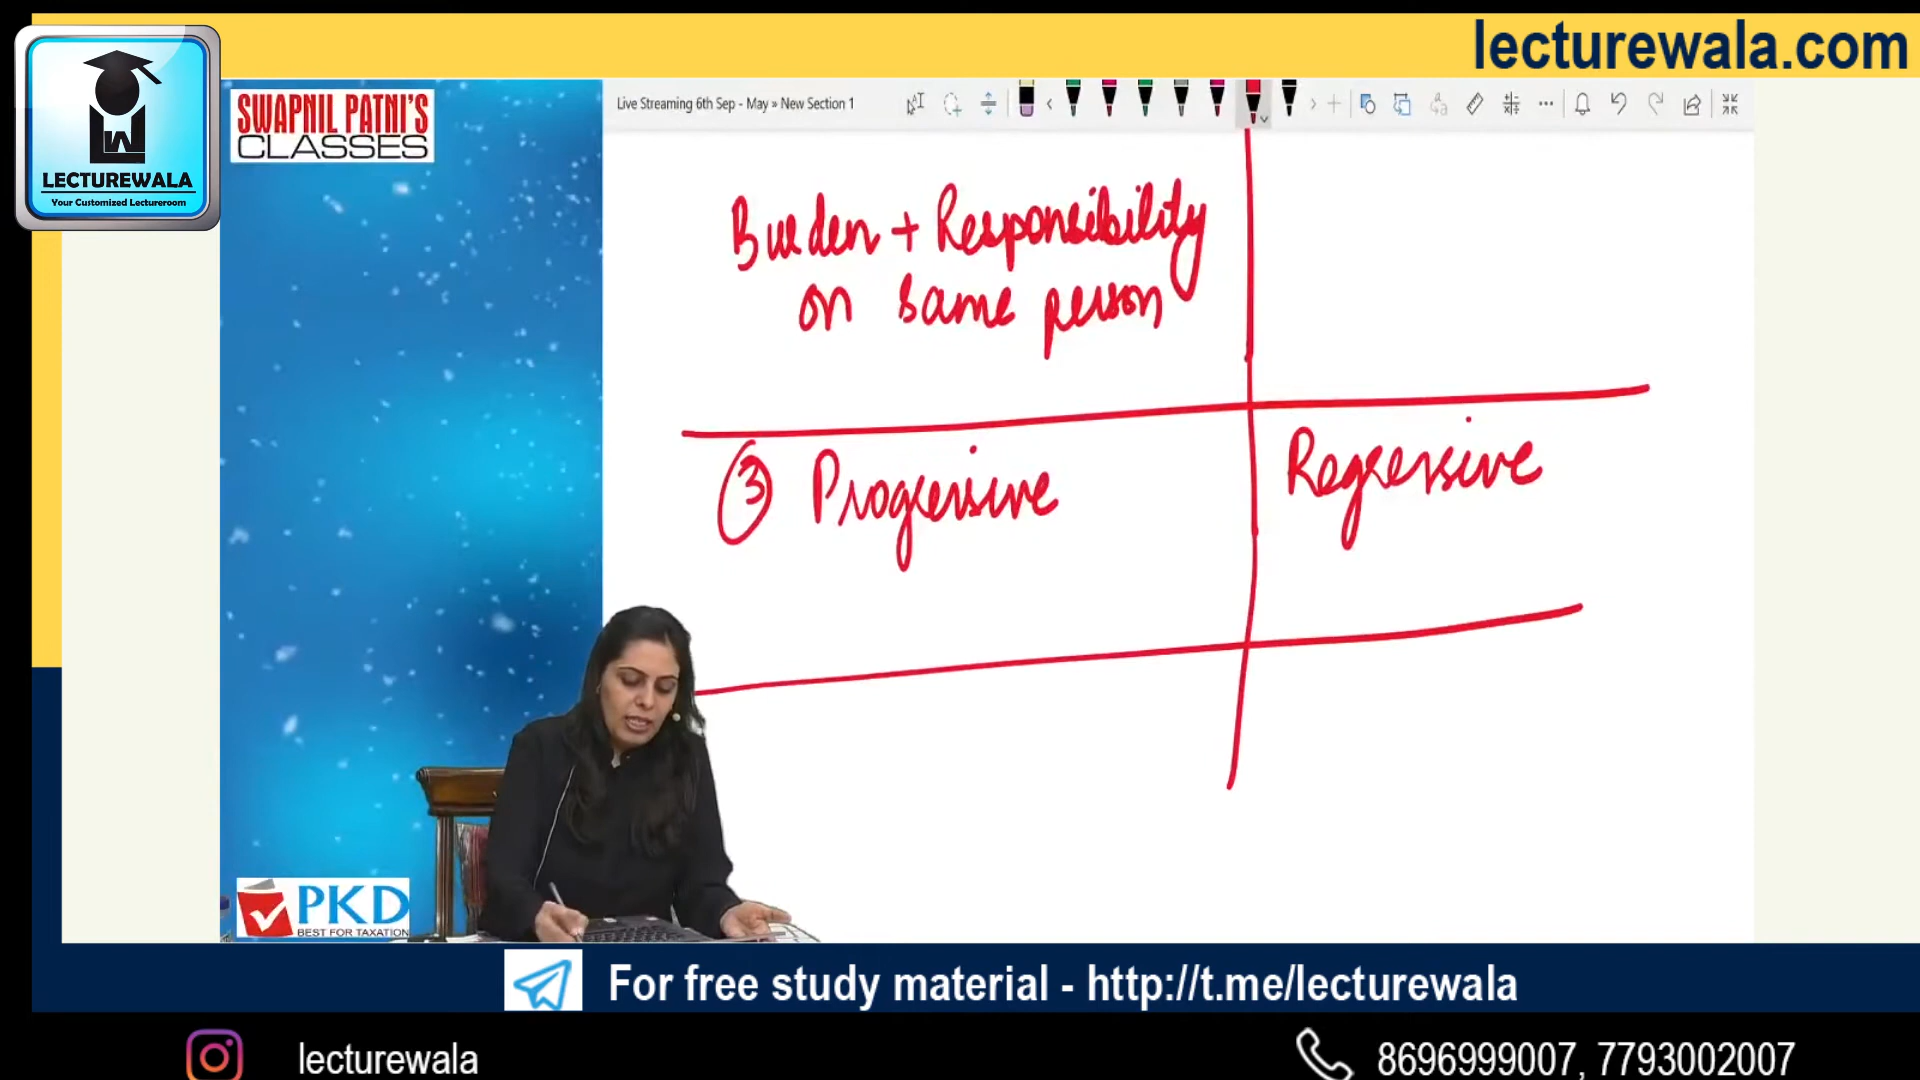 lecturewala.com
SWAPNIL PATNI'S
CLASSES
LECTUREWALA
Your Customized Lectureroom
Live Streaming 6th Sep - May » New Section 1
Burden + Responsibility
on same person
③ Progressive
Regressive
PKD
BEST FOR TAXATION
For free study material - http://t.me/lecturewala
lecturewala
8696999007, 7793002007